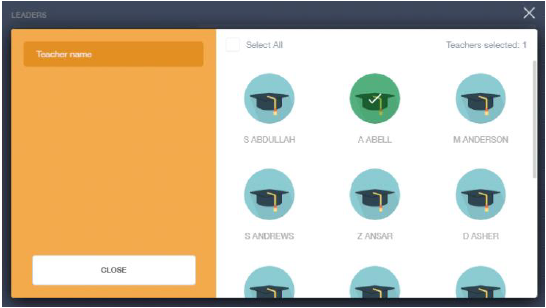 LEADERS
Teacher name
Select All
Teachers selected: 1
S ABDULLAH
A ABELL
M ANDERSON
S ANDREWS
Z ANSAR
D ASHER
CLOSE